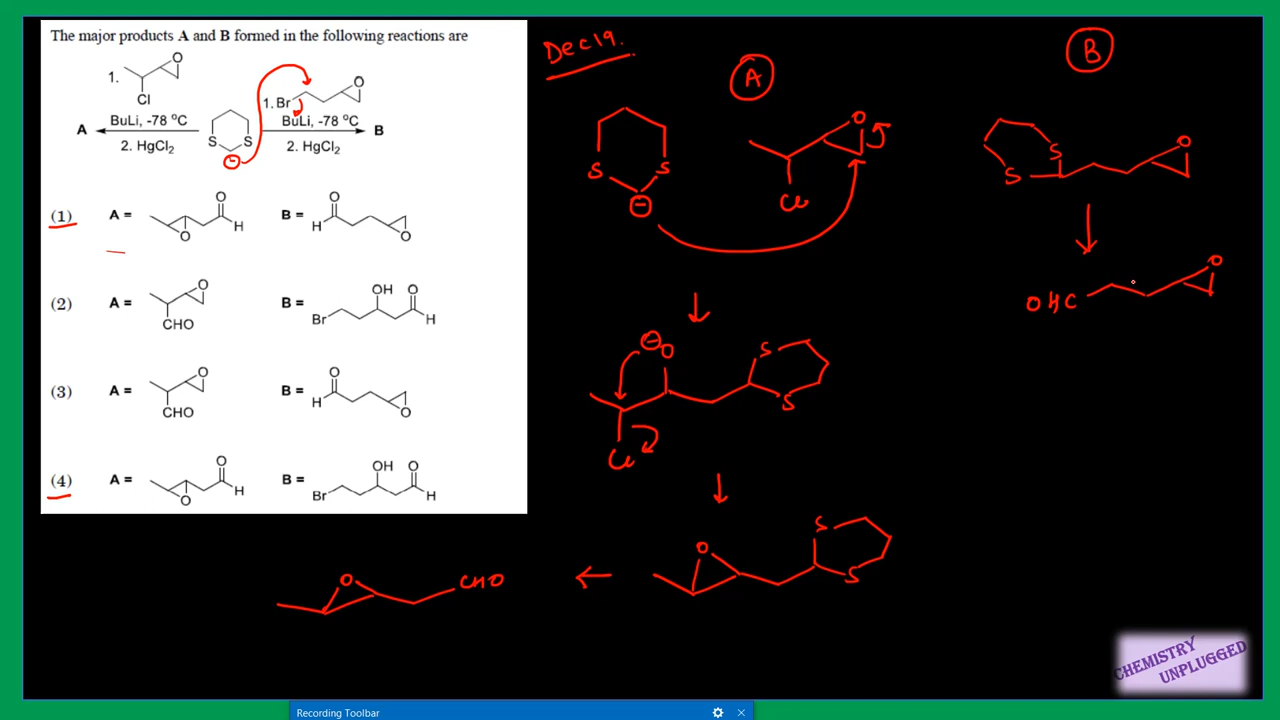 The major products A and B formed in the following reactions are
1.
O
Cl
BuLi, -78 °C
A
2. HgCl2
S
S
⊖
1. Br
O
BuLi, -78 °C
B
2. HgCl2
(1)
A =
O
H
O
B =
O
H
O
(2)
A =
O
CHO
B =
OH
O
Br
H
(3)
A =
O
CHO
B =
O
H
O
(4)
A =
O
H
O
B =
OH
O
Br
H
Dec 19.
A
S
S
⊖
O
Cl
⊖
O
S
S
Cl
O
S
S
O
CHO
B
S
S
O
OHC
O
CHEMISTRY
UNPLUGGED
Recording Toolbar